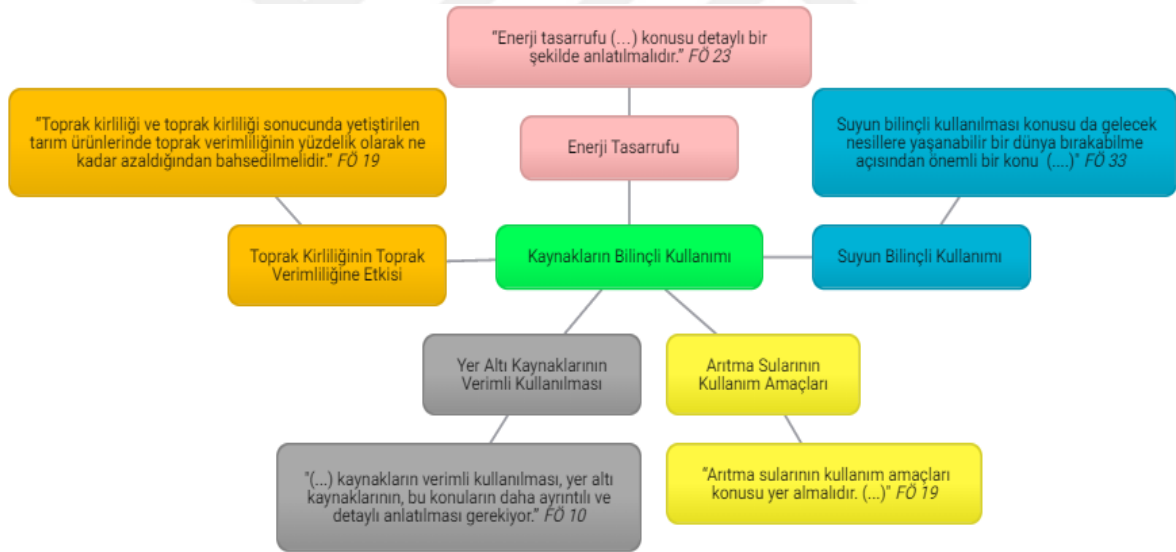 “Enerji tasarrufu (...) konusu detaylı bir
şekilde anlatılmalıdır.” FÖ 23
“Toprak kirliliği ve toprak kirliliği sonucunda yetiştirilen
tarım ürünlerinde toprak verimliliğinin yüzdelik olarak ne
kadar azaldığından bahsedilmelidir.” FÖ 19
Enerji Tasarrufu
Suyun bilinçli kullanılması konusu da gelecek
nesillere yaşanabilir bir dünya bırakabilme
açısından önemli bir konu (....)" FÖ 33
Toprak Kirliliğinin Toprak
Verimliliğine Etkisi
Kaynakların Bilinçli Kullanımı
Suyun Bilinçli Kullanımı
Yer Altı Kaynaklarının
Verimli Kullanılması
Arıtma Sularının
Kullanım Amaçları
"(...) kaynakların verimli kullanılması, yer altı
kaynaklarının, bu konuların daha ayrıntılı ve
detaylı anlatılması gerekiyor.” FÖ 10
“Arıtma sularının kullanım amaçları
konusu yer almalıdır. (...)" FÖ 19